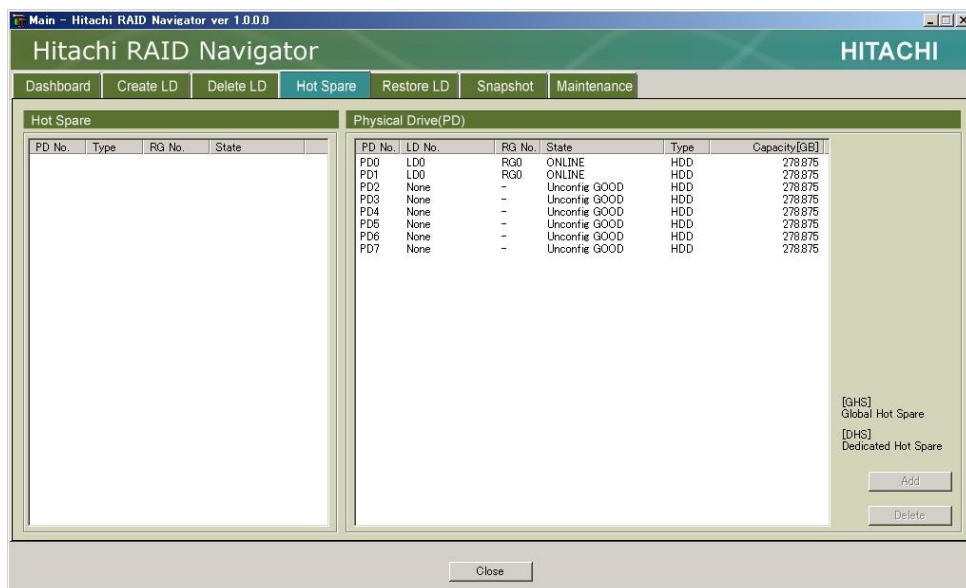 Main - Hitachi RAID Navigator ver 1.0.0.0
Hitachi RAID Navigator HITACHI
Dashboard Create LD Delete LD Hot Spare Restore LD Snapshot Maintenance
Hot Spare
PD No. Type RG No. State
Physical Drive(PD)
PD No. LD No. RG No. State Type Capacity[GB]
PD0 LD0 RG0 ONLINE HDD 278.875
PD1 LD0 RG0 ONLINE HDD 278.875
PD2 None - Unconfig GOOD HDD 278.875
PD3 None - Unconfig GOOD HDD 278.875
PD4 None - Unconfig GOOD HDD 278.875
PD5 None - Unconfig GOOD HDD 278.875
PD6 None - Unconfig GOOD HDD 278.875
PD7 None - Unconfig GOOD HDD 278.875
[GHS]
Global Hot Spare
[DHS]
Dedicated Hot Spare
Add
Delete
Close